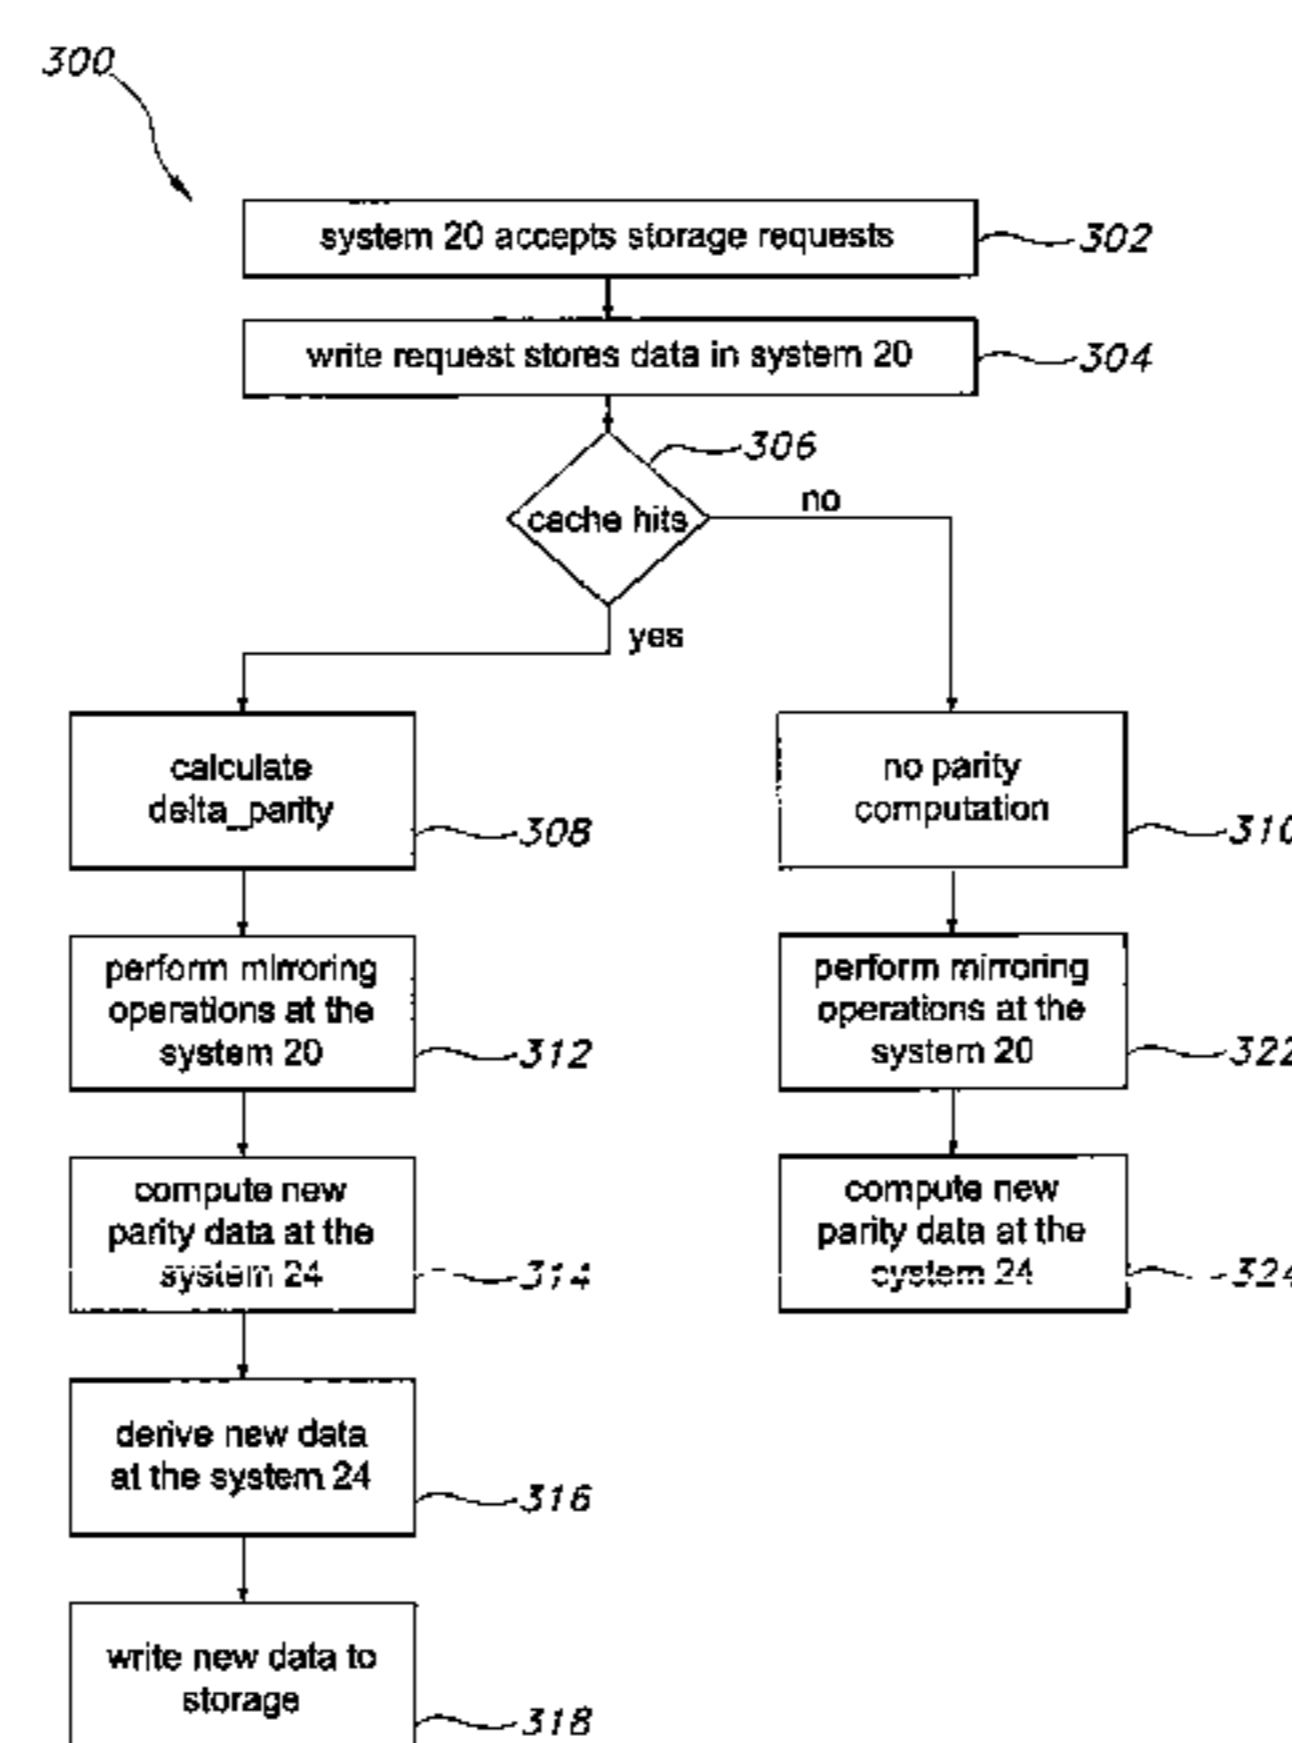 300
system 20 accepts storage requests
302
write request stores data in system 20
304
306
cache hits
no
yes
calculate
delta_parity
308
no parity
computation
310
perform mirroring
operations at the
system 20
312
perform mirroring
operations at the
system 20
322
compute new
parity data at the
system 24
314
compute new
parity data at the
system 24
324
derive new data
at the system 24
316
write new data to
storage
318